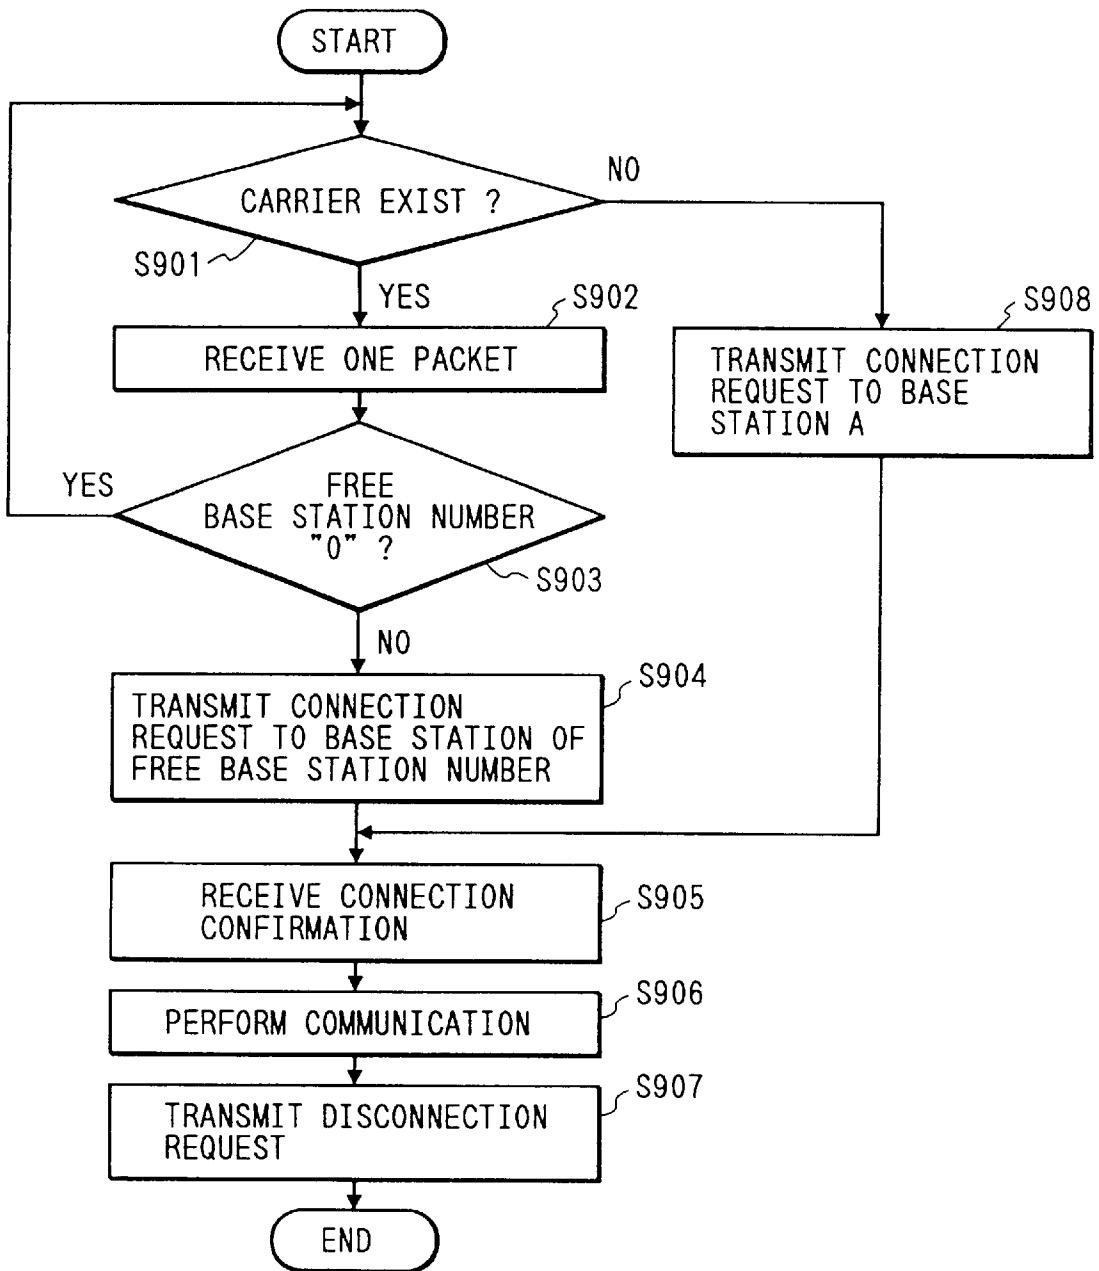 START
CARRIER EXIST ?
NO
S901
YES
S902
RECEIVE ONE PACKET
S908
TRANSMIT CONNECTION
REQUEST TO BASE
STATION A
YES
FREE
BASE STATION NUMBER
"0" ?
S903
NO
S904
TRANSMIT CONNECTION
REQUEST TO BASE STATION OF
FREE BASE STATION NUMBER
RECEIVE CONNECTION
CONFIRMATION
S905
PERFORM COMMUNICATION
S906
TRANSMIT DISCONNECTION
REQUEST
S907
END